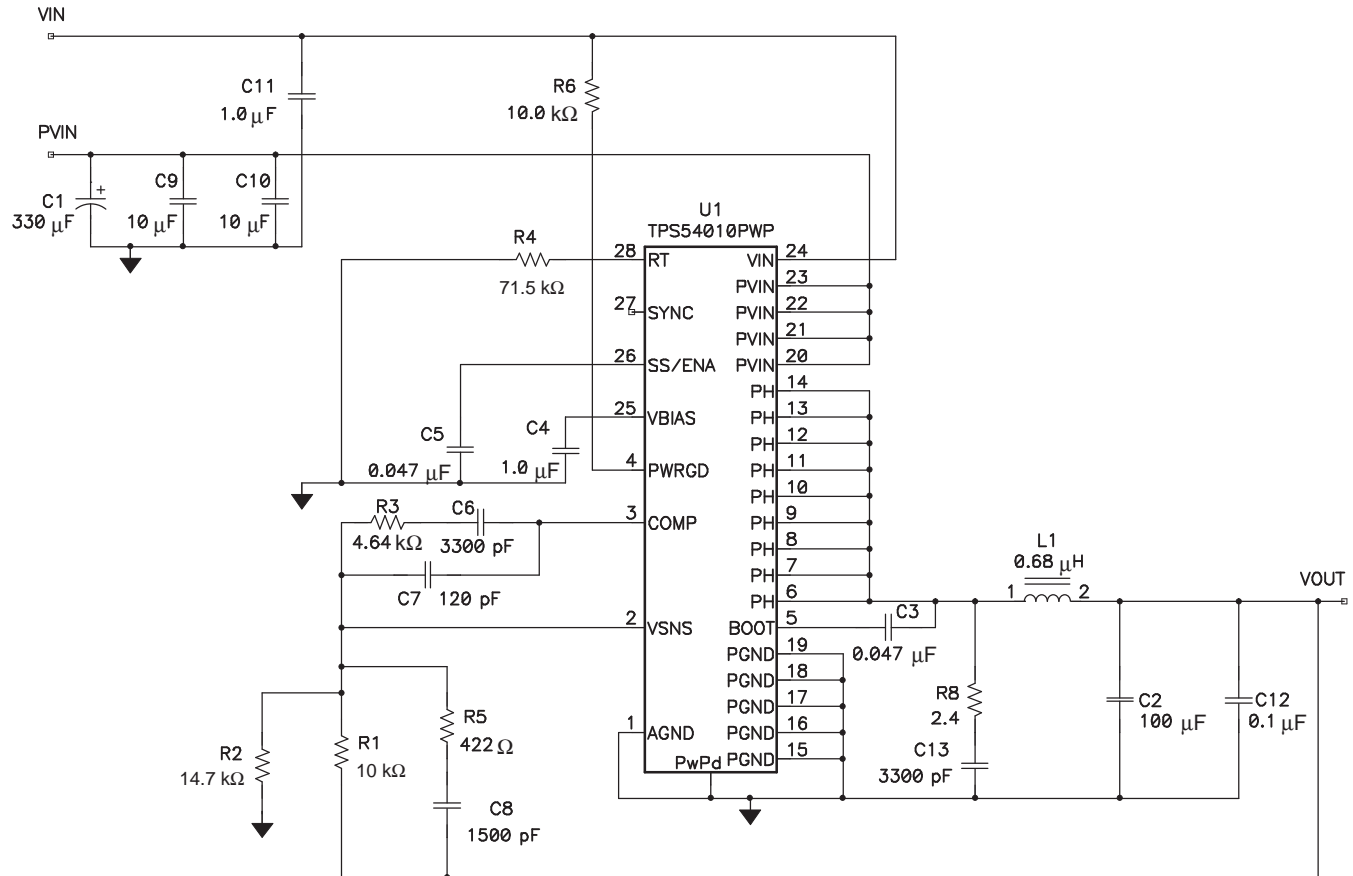 VIN
C11
1.0 μF
R6
10.0 kΩ
PVIN
C1
330 μF
+
C9
10 μF
C10
10 μF
U1
TPS54010PWP
R4
71.5 kΩ
28 RT
VIN 24
PVIN 23
27 SYNC
PVIN 22
PVIN 21
26 SS/ENA
PVIN 20
PH 14
25 VBIAS
PH 13
C5
0.047 μF
C4
1.0 μF
PH 12
4 PWRGD
PH 11
PH 10
R3
4.64 kΩ
C6
3300 pF
3 COMP
PH 9
PH 8
C7 120 pF
PH 7
L1
0.68 μH
1 2
VOUT
PH 6
2 VSNS
BOOT 5
C3
0.047 μF
PGND 19
PGND 18
R8
2.4
C2
100 μF
C12
0.1 μF
PGND 17
1 AGND
PGND 16
PwPd
PGND 15
C13
3300 pF
R2
14.7 kΩ
R1
10 kΩ
R5
422 Ω
C8
1500 pF